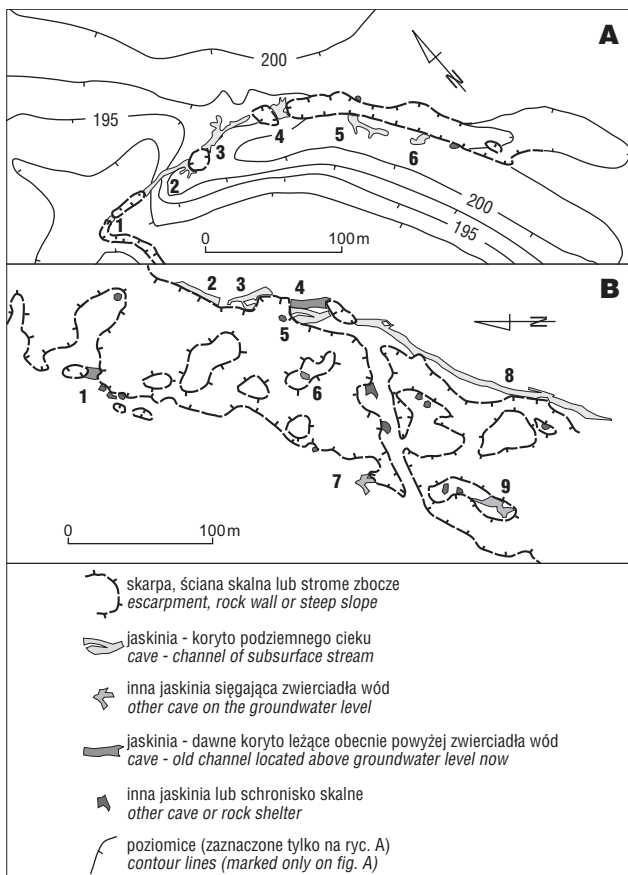 A
200
N
195
4
3
5
6
2
200
1
195
0
100m
B
2
3
4
N
5
8
1
6
7
9
0
100m
skarpa, ściana skalna lub strome zbocze
escarpment, rock wall or steep slope
jaskinia - koryto podziemnego cieku
cave - channel of subsurface stream
inna jaskinia sięgająca zwierciadła wód
other cave on the groundwater level
jaskinia - dawne koryto leżące obecnie powyżej zwierciadła wód
cave - old channel located above groundwater level now
inna jaskinia lub schronisko skalne
other cave or rock shelter
poziomice (zaznaczone tylko na ryc. A)
contour lines (marked only on fig. A)